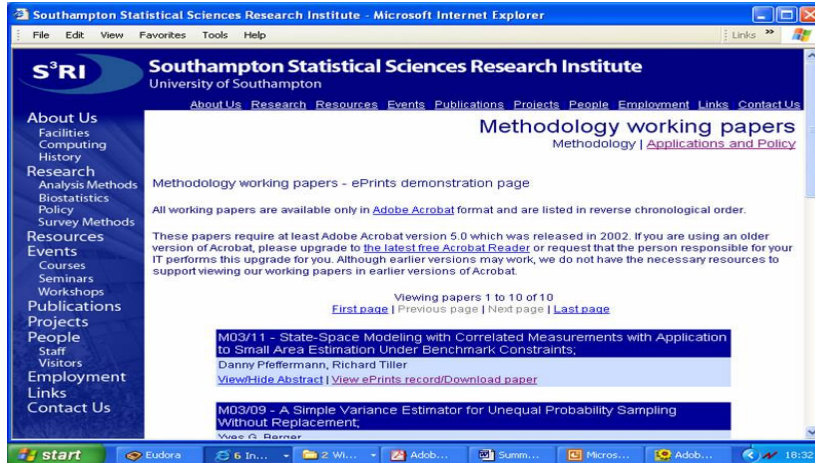 Southampton Statistical Sciences Research Institute - Microsoft Internet Explorer
File Edit View Favorites Tools Help
Links »
S³RI
Southampton Statistical Sciences Research Institute
University of Southampton
About Us Research Resources Events Publications Projects People Employment Links Contact Us
About Us
Facilities
Computing
History
Research
Analysis Methods
Biostatistics
Policy
Survey Methods
Resources
Events
Courses
Seminars
Workshops
Publications
Projects
People
Staff
Visitors
Employment
Links
Contact Us
Methodology working papers
Methodology | Applications and Policy
Methodology working papers - ePrints demonstration page
All working papers are available only in Adobe Acrobat format and are listed in reverse chronological order.
These papers require at least Adobe Acrobat version 5.0 which was released in 2002. If you are using an older
version of Acrobat, please upgrade to the latest free Acrobat Reader or request that the person responsible for your
IT performs this upgrade for you. Although earlier versions may work, we do not have the necessary resources to
support viewing our working papers in earlier versions of Acrobat.
Viewing papers 1 to 10 of 10
First page | Previous page | Next page | Last page
M03/11 - State-Space Modeling with Correlated Measurements with Application
to Small Area Estimation Under Benchmark Constraints;
Danny Pfeffermann, Richard Tiller
View/Hide Abstract | View ePrints record/Download paper
M03/09 - A Simple Variance Estimator for Unequal Probability Sampling
Without Replacement;
Yves G. Berger
start Eudora 6 In... 2 Wi... Adob... Summ... Micros... Adob... 18:32